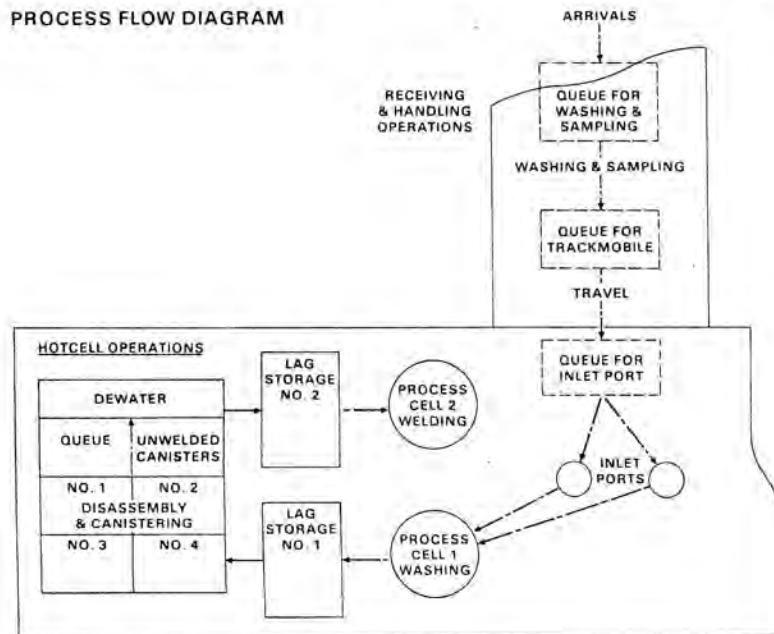 PROCESS FLOW DIAGRAM
ARRIVALS
RECEIVING
& HANDLING
OPERATIONS
QUEUE FOR
WASHING &
SAMPLING
WASHING & SAMPLING
QUEUE FOR
TRACKMOBILE
TRAVEL
HOTCELL OPERATIONS
QUEUE FOR
INLET PORT
LAG
STORAGE
NO. 2
PROCESS
CELL 2
WELDING
DEWATER
QUEUE
UNWELDED
CANISTERS
NO. 1
NO. 2
DISASSEMBLY
& CANISTERING
NO. 3
NO. 4
INLET
PORTS
LAG
STORAGE
NO. 1
PROCESS
CELL 1
WASHING